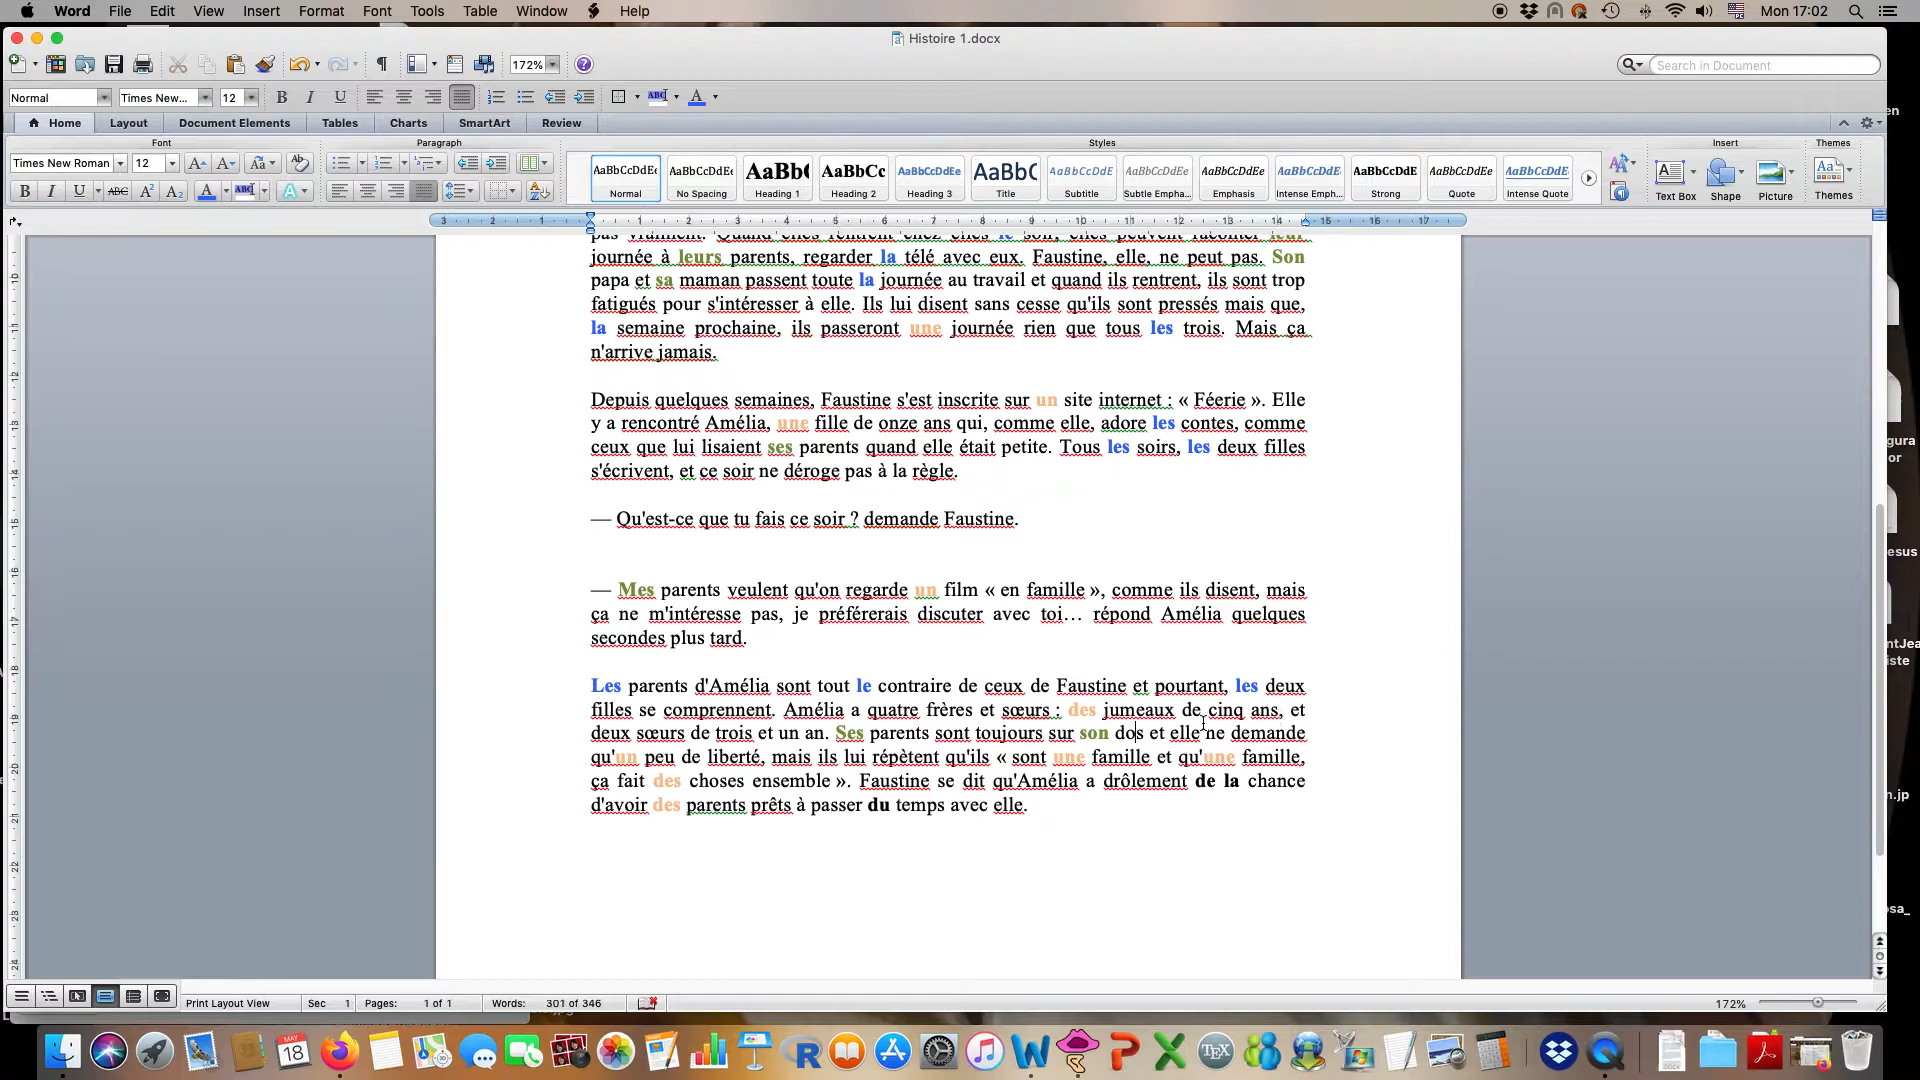 Word File Edit View Insert Format Font Tools Table Window Help Mon 17:02
Histoire 1.docx
172% Search in Document
Normal Times New... 12
Home Layout Document Elements Tables Charts SmartArt Review
Font Paragraph Styles Insert Themes
Times New Roman 12
Normal No Spacing Heading 1 Heading 2 Heading 3 Title Subtitle Subtle Empha... Emphasis Intense Emph... Strong Quote Intense Quote Text Box Shape Picture Themes
pas vraiment. Quand elles rentrent chez elles le soir, elles peuvent raconter leur
journée à leurs parents, regarder la télé avec eux. Faustine, elle, ne peut pas. Son
papa et sa maman passent toute la journée au travail et quand ils rentrent, ils sont trop
fatigués pour s'intéresser à elle. Ils lui disent sans cesse qu'ils sont pressés mais que,
la semaine prochaine, ils passeront une journée rien que tous les trois. Mais ça
n'arrive jamais.
Depuis quelques semaines, Faustine s'est inscrite sur un site internet : « Féerie ». Elle
y a rencontré Amélia, une fille de onze ans qui, comme elle, adore les contes, comme
ceux que lui lisaient ses parents quand elle était petite. Tous les soirs, les deux filles
s'écrivent, et ce soir ne déroge pas à la règle.
— Qu'est-ce que tu fais ce soir ? demande Faustine.
— Mes parents veulent qu'on regarde un film « en famille », comme ils disent, mais
ça ne m'intéresse pas, je préférerais discuter avec toi… répond Amélia quelques
secondes plus tard.
Les parents d'Amélia sont tout le contraire de ceux de Faustine et pourtant, les deux
filles se comprennent. Amélia a quatre frères et sœurs : des jumeaux de cinq ans, et
deux sœurs de trois et un an. Ses parents sont toujours sur son dos et elle ne demande
qu'un peu de liberté, mais ils lui répètent qu'ils « sont une famille et qu'une famille,
ça fait des choses ensemble ». Faustine se dit qu'Amélia a drôlement de la chance
d'avoir des parents prêts à passer du temps avec elle.
Print Layout View Sec 1 Pages: 1 of 1 Words: 301 of 346 172%